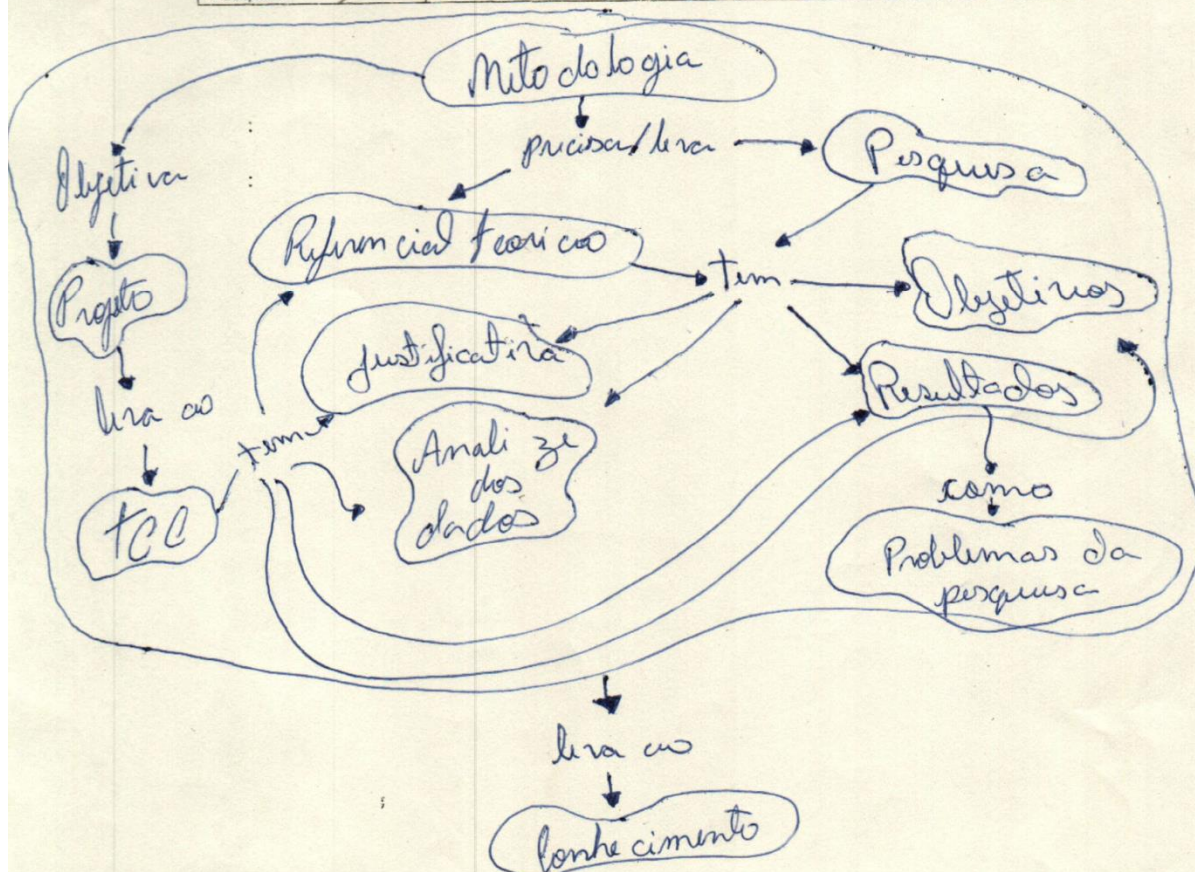 Metodologia
precisa/leva
Pesquisa
Objetiva
Referencial teorico
tem
Objetivos
Projeto
Justificativa
Resultados
leva ao
tem
Analize
dos
dados
como
TCC
Problemas da
pesquisa
leva ao
Conhecimento